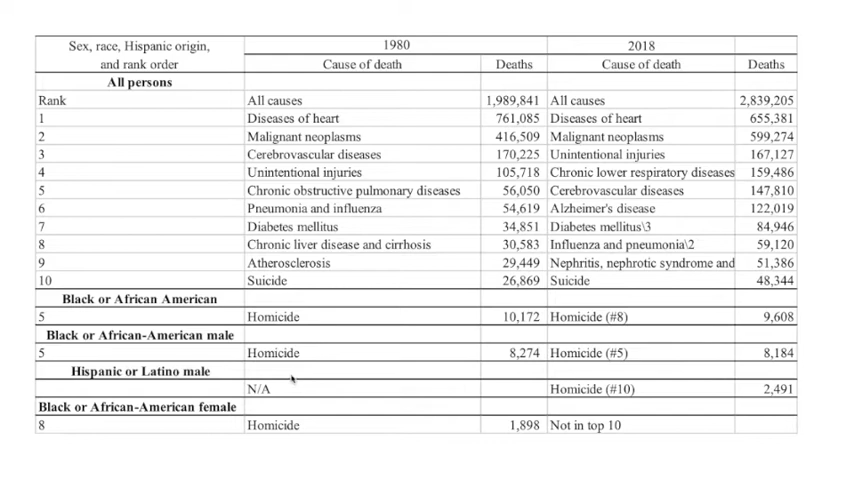 Sex, race, Hispanic origin, and rank order 1980 2018
Cause of death Deaths Cause of death Deaths
All persons
Rank All causes 1,989,841 All causes 2,839,205
1 Diseases of heart 761,085 Diseases of heart 655,381
2 Malignant neoplasms 416,509 Malignant neoplasms 599,274
3 Cerebrovascular diseases 170,225 Unintentional injuries 167,127
4 Unintentional injuries 105,718 Chronic lower respiratory diseases 159,486
5 Chronic obstructive pulmonary diseases 56,050 Cerebrovascular diseases 147,810
6 Pneumonia and influenza 54,619 Alzheimer's disease 122,019
7 Diabetes mellitus 34,851 Diabetes mellitus\3 84,946
8 Chronic liver disease and cirrhosis 30,583 Influenza and pneumonia\2 59,120
9 Atherosclerosis 29,449 Nephritis, nephrotic syndrome and 51,386
10 Suicide 26,869 Suicide 48,344
Black or African American
5 Homicide 10,172 Homicide (#8) 9,608
Black or African-American male
5 Homicide 8,274 Homicide (#5) 8,184
Hispanic or Latino male
N/A Homicide (#10) 2,491
Black or African-American female
8 Homicide 1,898 Not in top 10